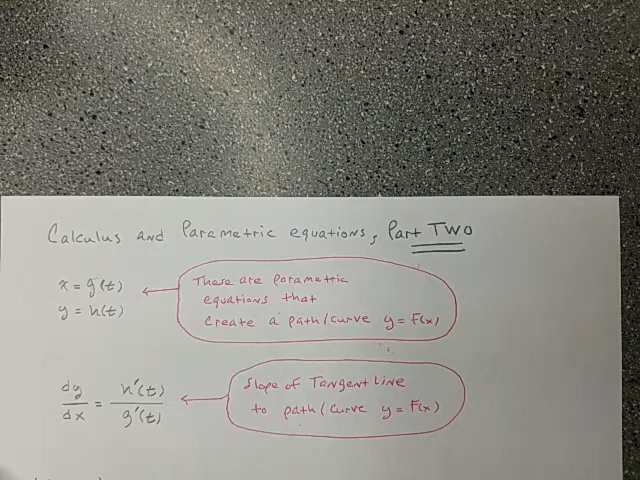 Calculus and Parametric equations, Part TWO
x = g(t)
y = h(t)
These are parametric
equations that
create a path/curve y = F(x)
dy/dx = h'(t)/g'(t)
Slope of Tangent Line
to path/curve y = F(x)